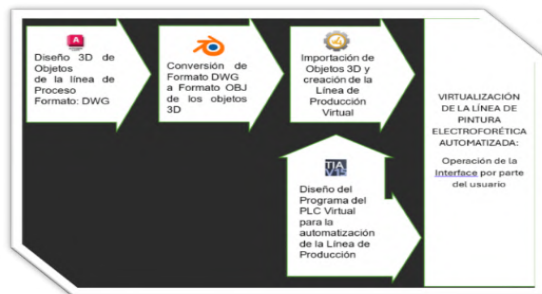 Diseño 3D de
Objetos
de la línea de
Proceso
Formato: DWG
Conversión de
Formato DWG
a Formato OBJ
de los objetos
3D
Importación de
Objetos 3D y
creación de la
Línea de
Producción
Virtual
TIA
V15
Diseño del
Programa del
PLC Virtual
para la
automatización
de la Línea de
Producción
VIRTUALIZACIÓN
DE LA LÍNEA DE
PINTURA
ELECTROFORÉTICA
AUTOMATIZADA:
Operación de la
Interface por parte
del usuario